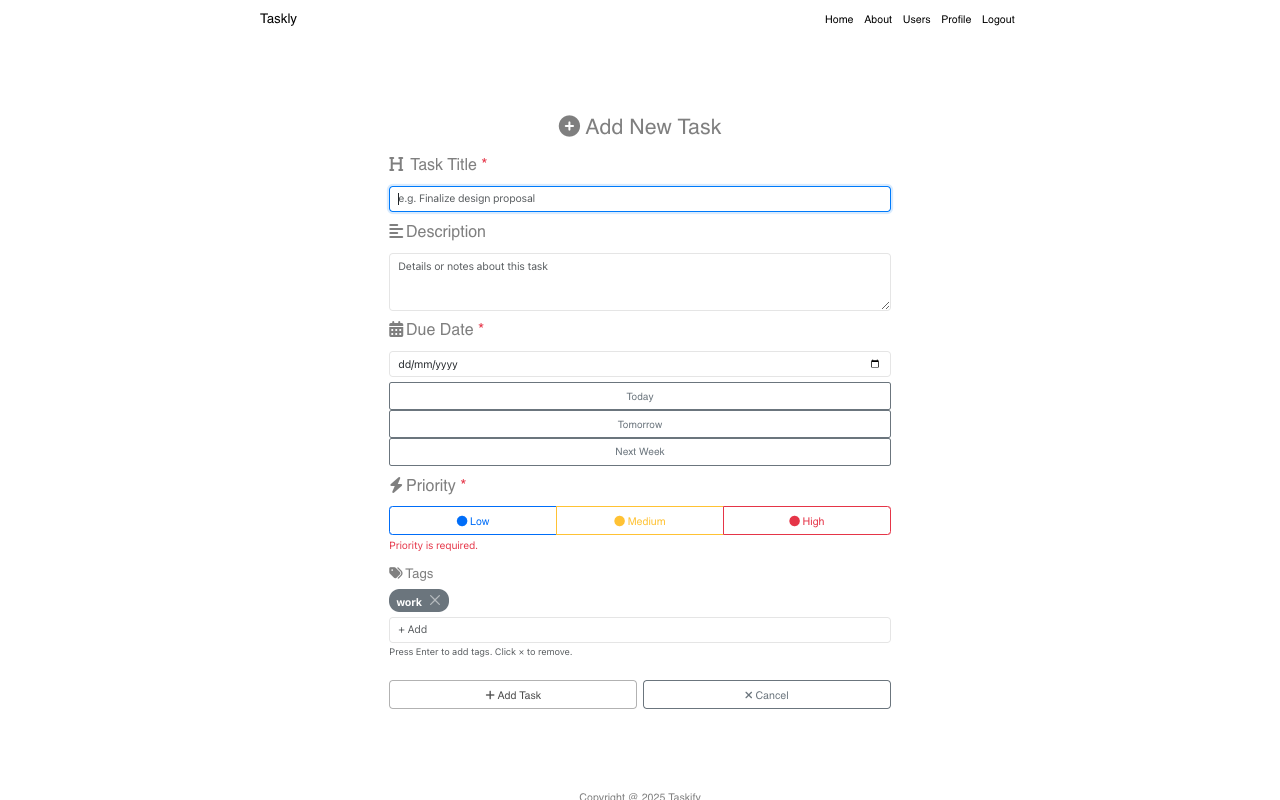 Taskly
Home About Users Profile Logout
Add New Task
Task Title *
e.g. Finalize design proposal
Description
Details or notes about this task
Due Date *
dd/mm/yyyy
Today
Tomorrow
Next Week
Priority *
Low Medium High
Priority is required.
Tags
work
+ Add
Press Enter to add tags. Click × to remove.
Add Task Cancel
Copyright @ 2025 Taskify